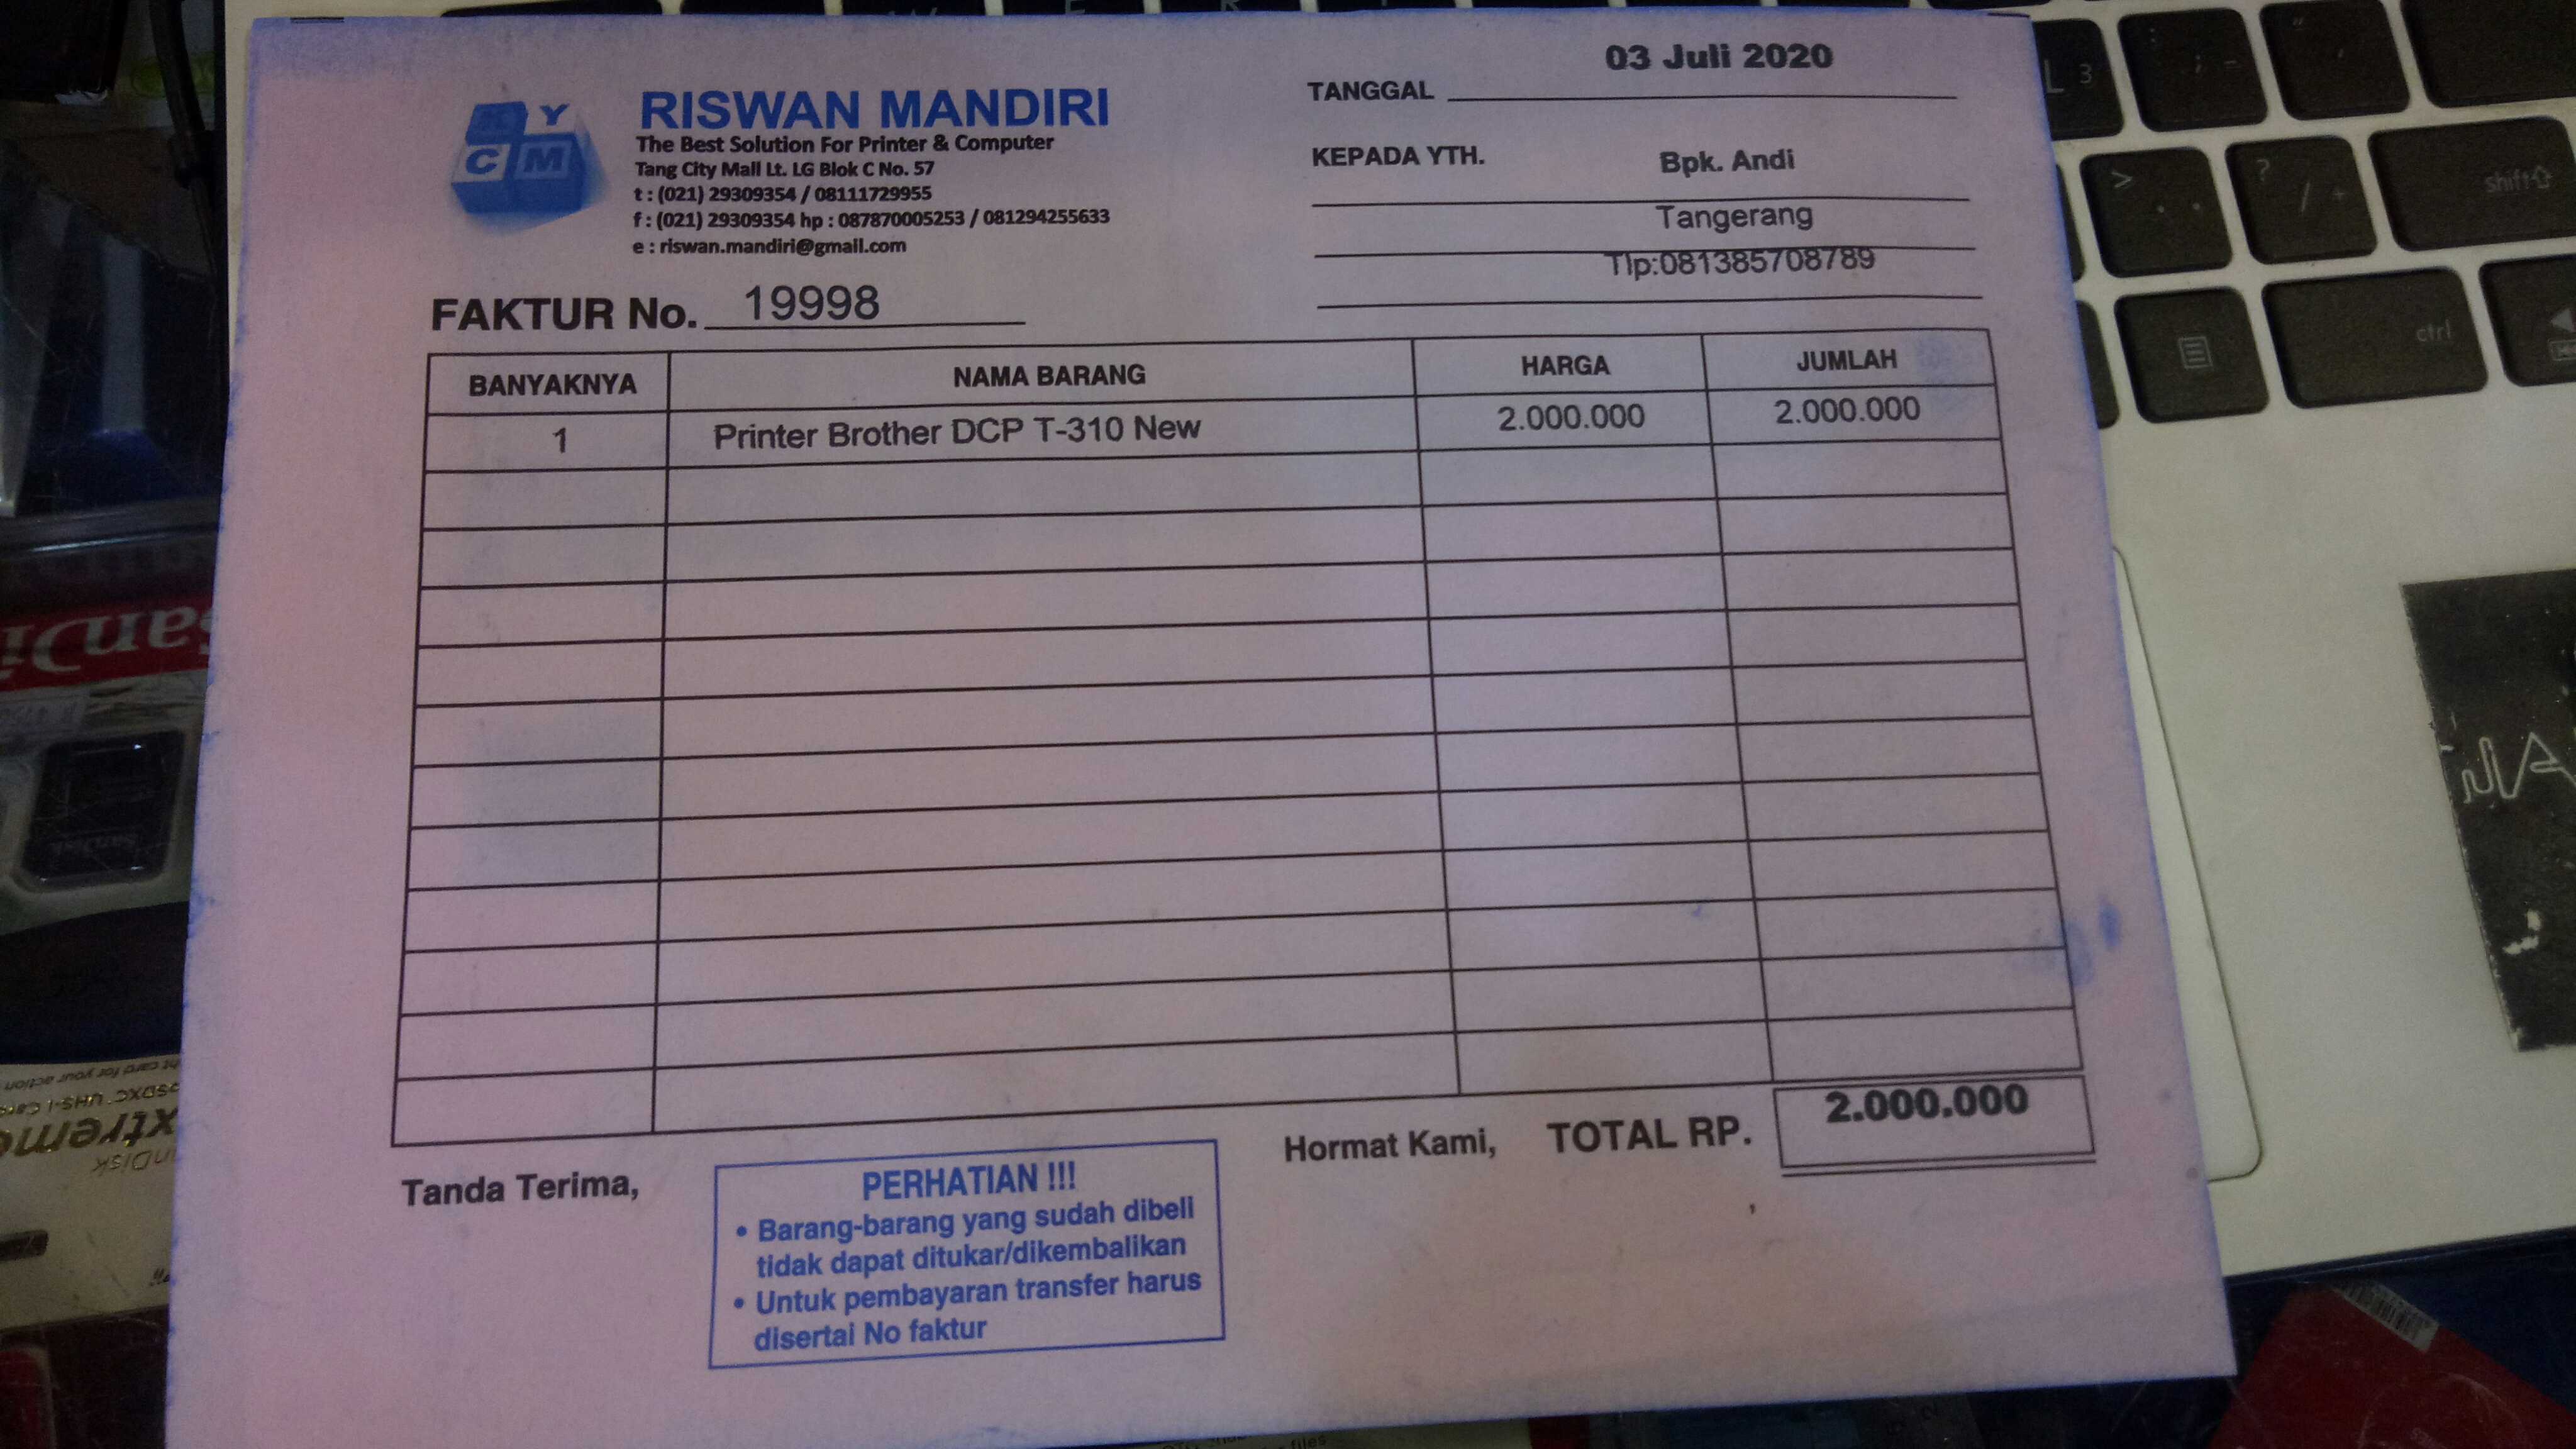 03 Juli 2020
TANGGAL
Y
C M
RISWAN MANDIRI
The Best Solution For Printer & Computer
Tang City Mall Lt. LG Blok C No. 57
t : (021) 29309354 / 08111729955
f : (021) 29309354 hp : 087870005253 / 081294255633
e : riswan.mandiri@gmail.com
KEPADA YTH. Bpk. Andi
Tangerang
Tlp:081385708789
FAKTUR No. 19998
BANYAKNYA NAMA BARANG HARGA JUMLAH
1 Printer Brother DCP T-310 New 2.000.000 2.000.000
Hormat Kami, TOTAL RP. 2.000.000
Tanda Terima,
PERHATIAN !!!
• Barang-barang yang sudah dibeli
tidak dapat ditukar/dikembalikan
• Untuk pembayaran transfer harus
disertai No faktur
L 3
; -
shift
ctrl
SanDisk